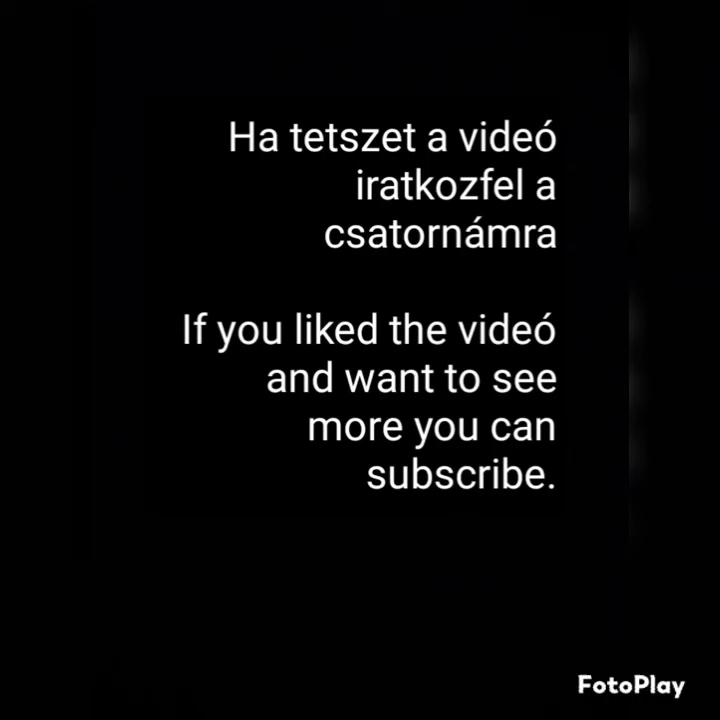 Ha tetszet a videó
iratkozfel a
csatornámra
If you liked the videó
and want to see
more you can
subscribe.
FotoPlay